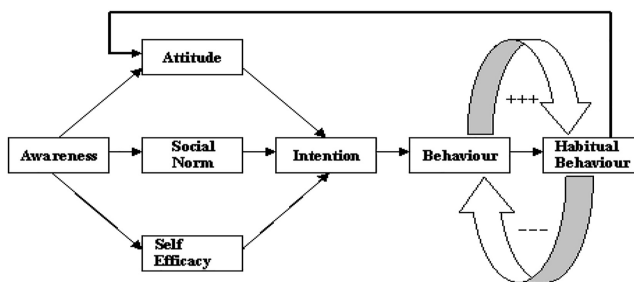 Attitude
+++
Awareness
Social
Norm
Intention
Behaviour
Habitual
Behaviour
---
Self
Efficacy